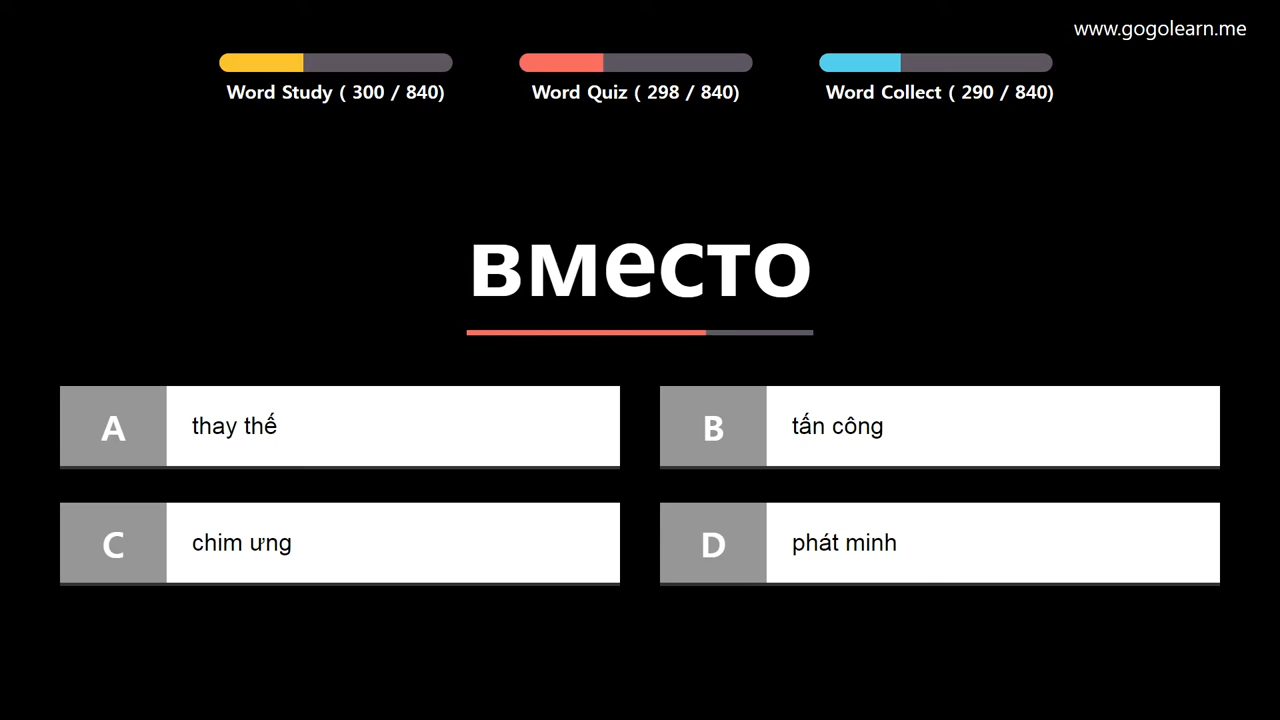 www.gogolearn.me
Word Study ( 300 / 840)
Word Quiz ( 298 / 840)
Word Collect ( 290 / 840)
вместо
A
thay thế
B
tấn công
C
chim ưng
D
phát minh